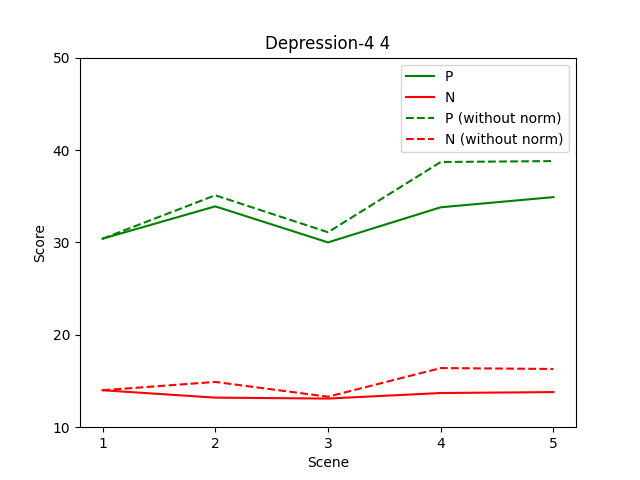 Depression-4 4
50
40
30
20
10
Score
P
N
P (without norm)
N (without norm)
1 2 3 4 5
Scene